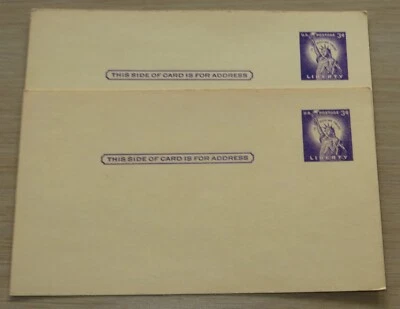 U.S. POSTAGE 3¢
LIBERTY
THIS SIDE OF CARD IS FOR ADDRESS
U.S. POSTAGE 3¢
LIBERTY
THIS SIDE OF CARD IS FOR ADDRESS